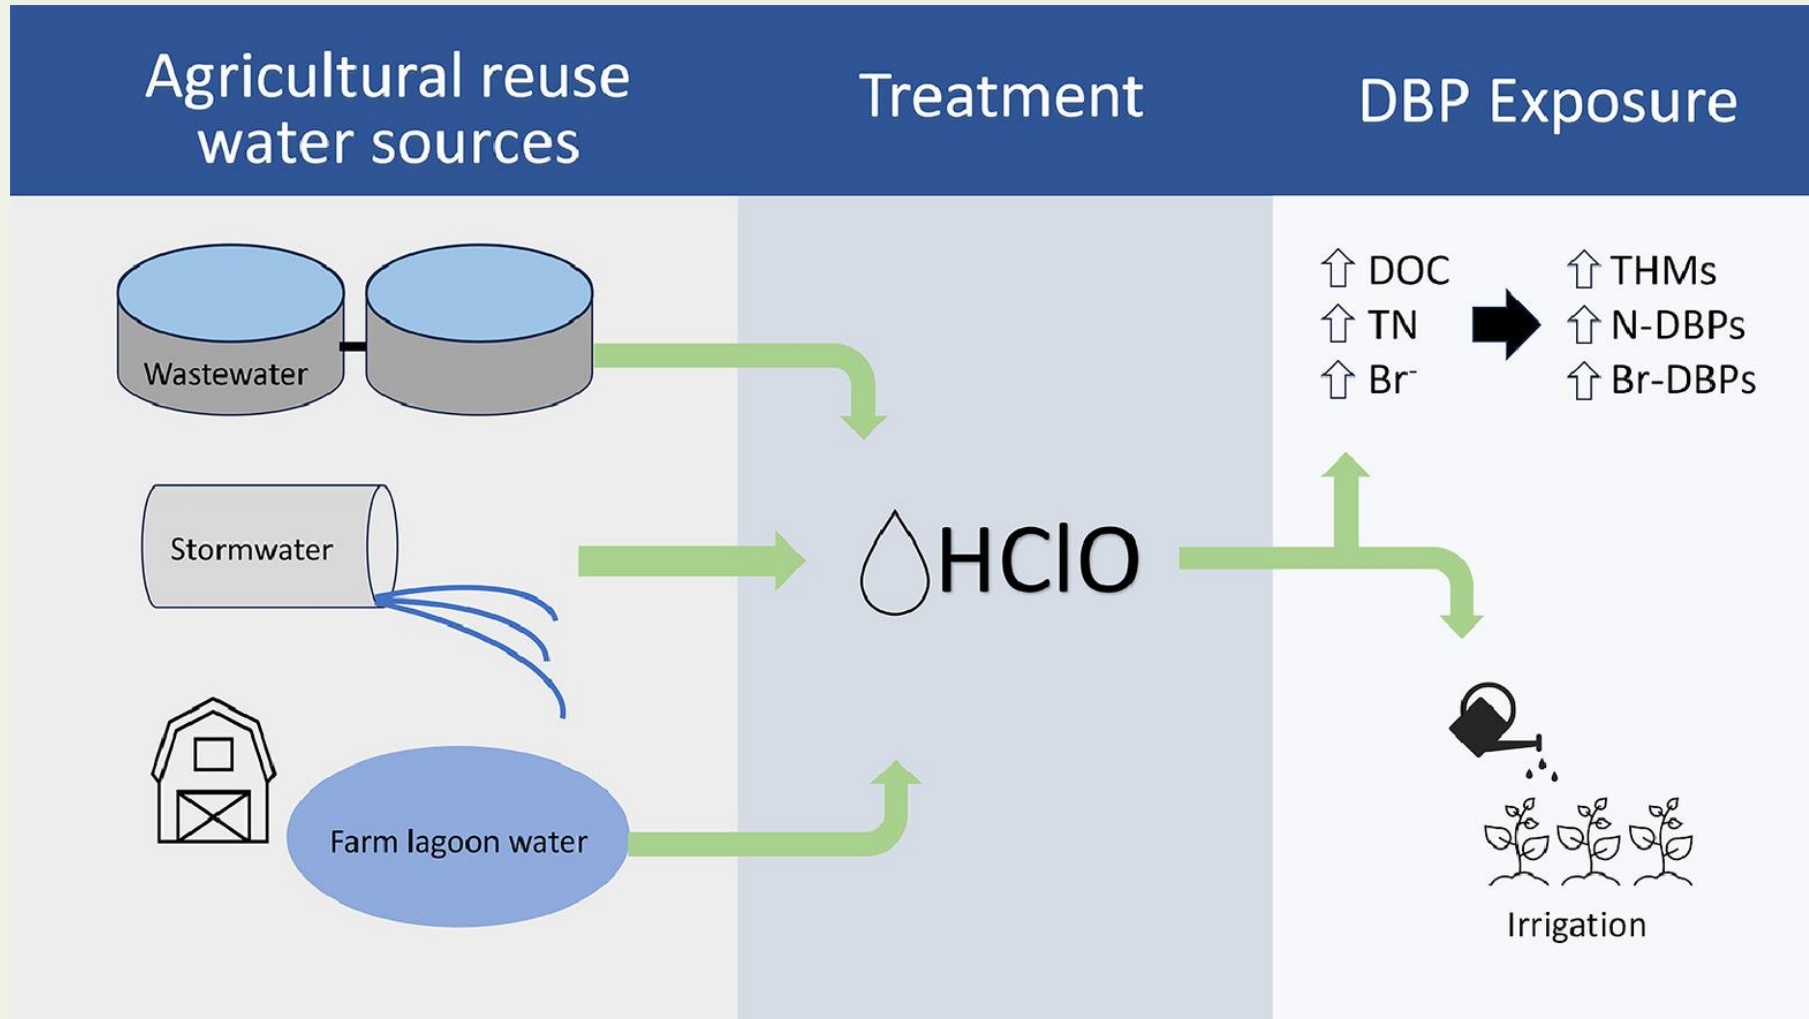 Agricultural reuse
water sources
Treatment
DBP Exposure
Wastewater
Stormwater
Farm lagoon water
HClO
DOC
TN
Br⁻
THMs
N-DBPs
Br-DBPs
Irrigation